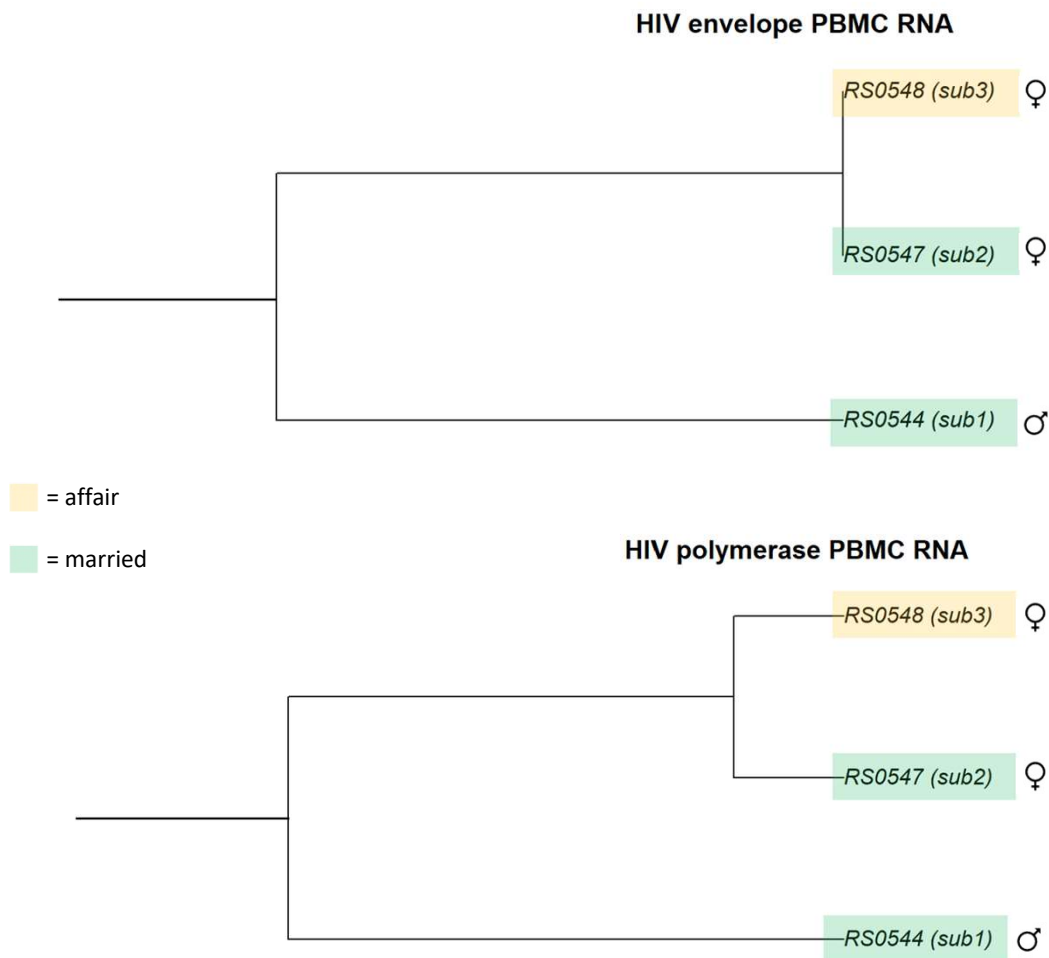 HIV envelope PBMC RNA
RS0548 (sub3) ♀
RS0547 (sub2) ♀
RS0544 (sub1) ♂
= affair
= married
HIV polymerase PBMC RNA
RS0548 (sub3) ♀
RS0547 (sub2) ♀
RS0544 (sub1) ♂